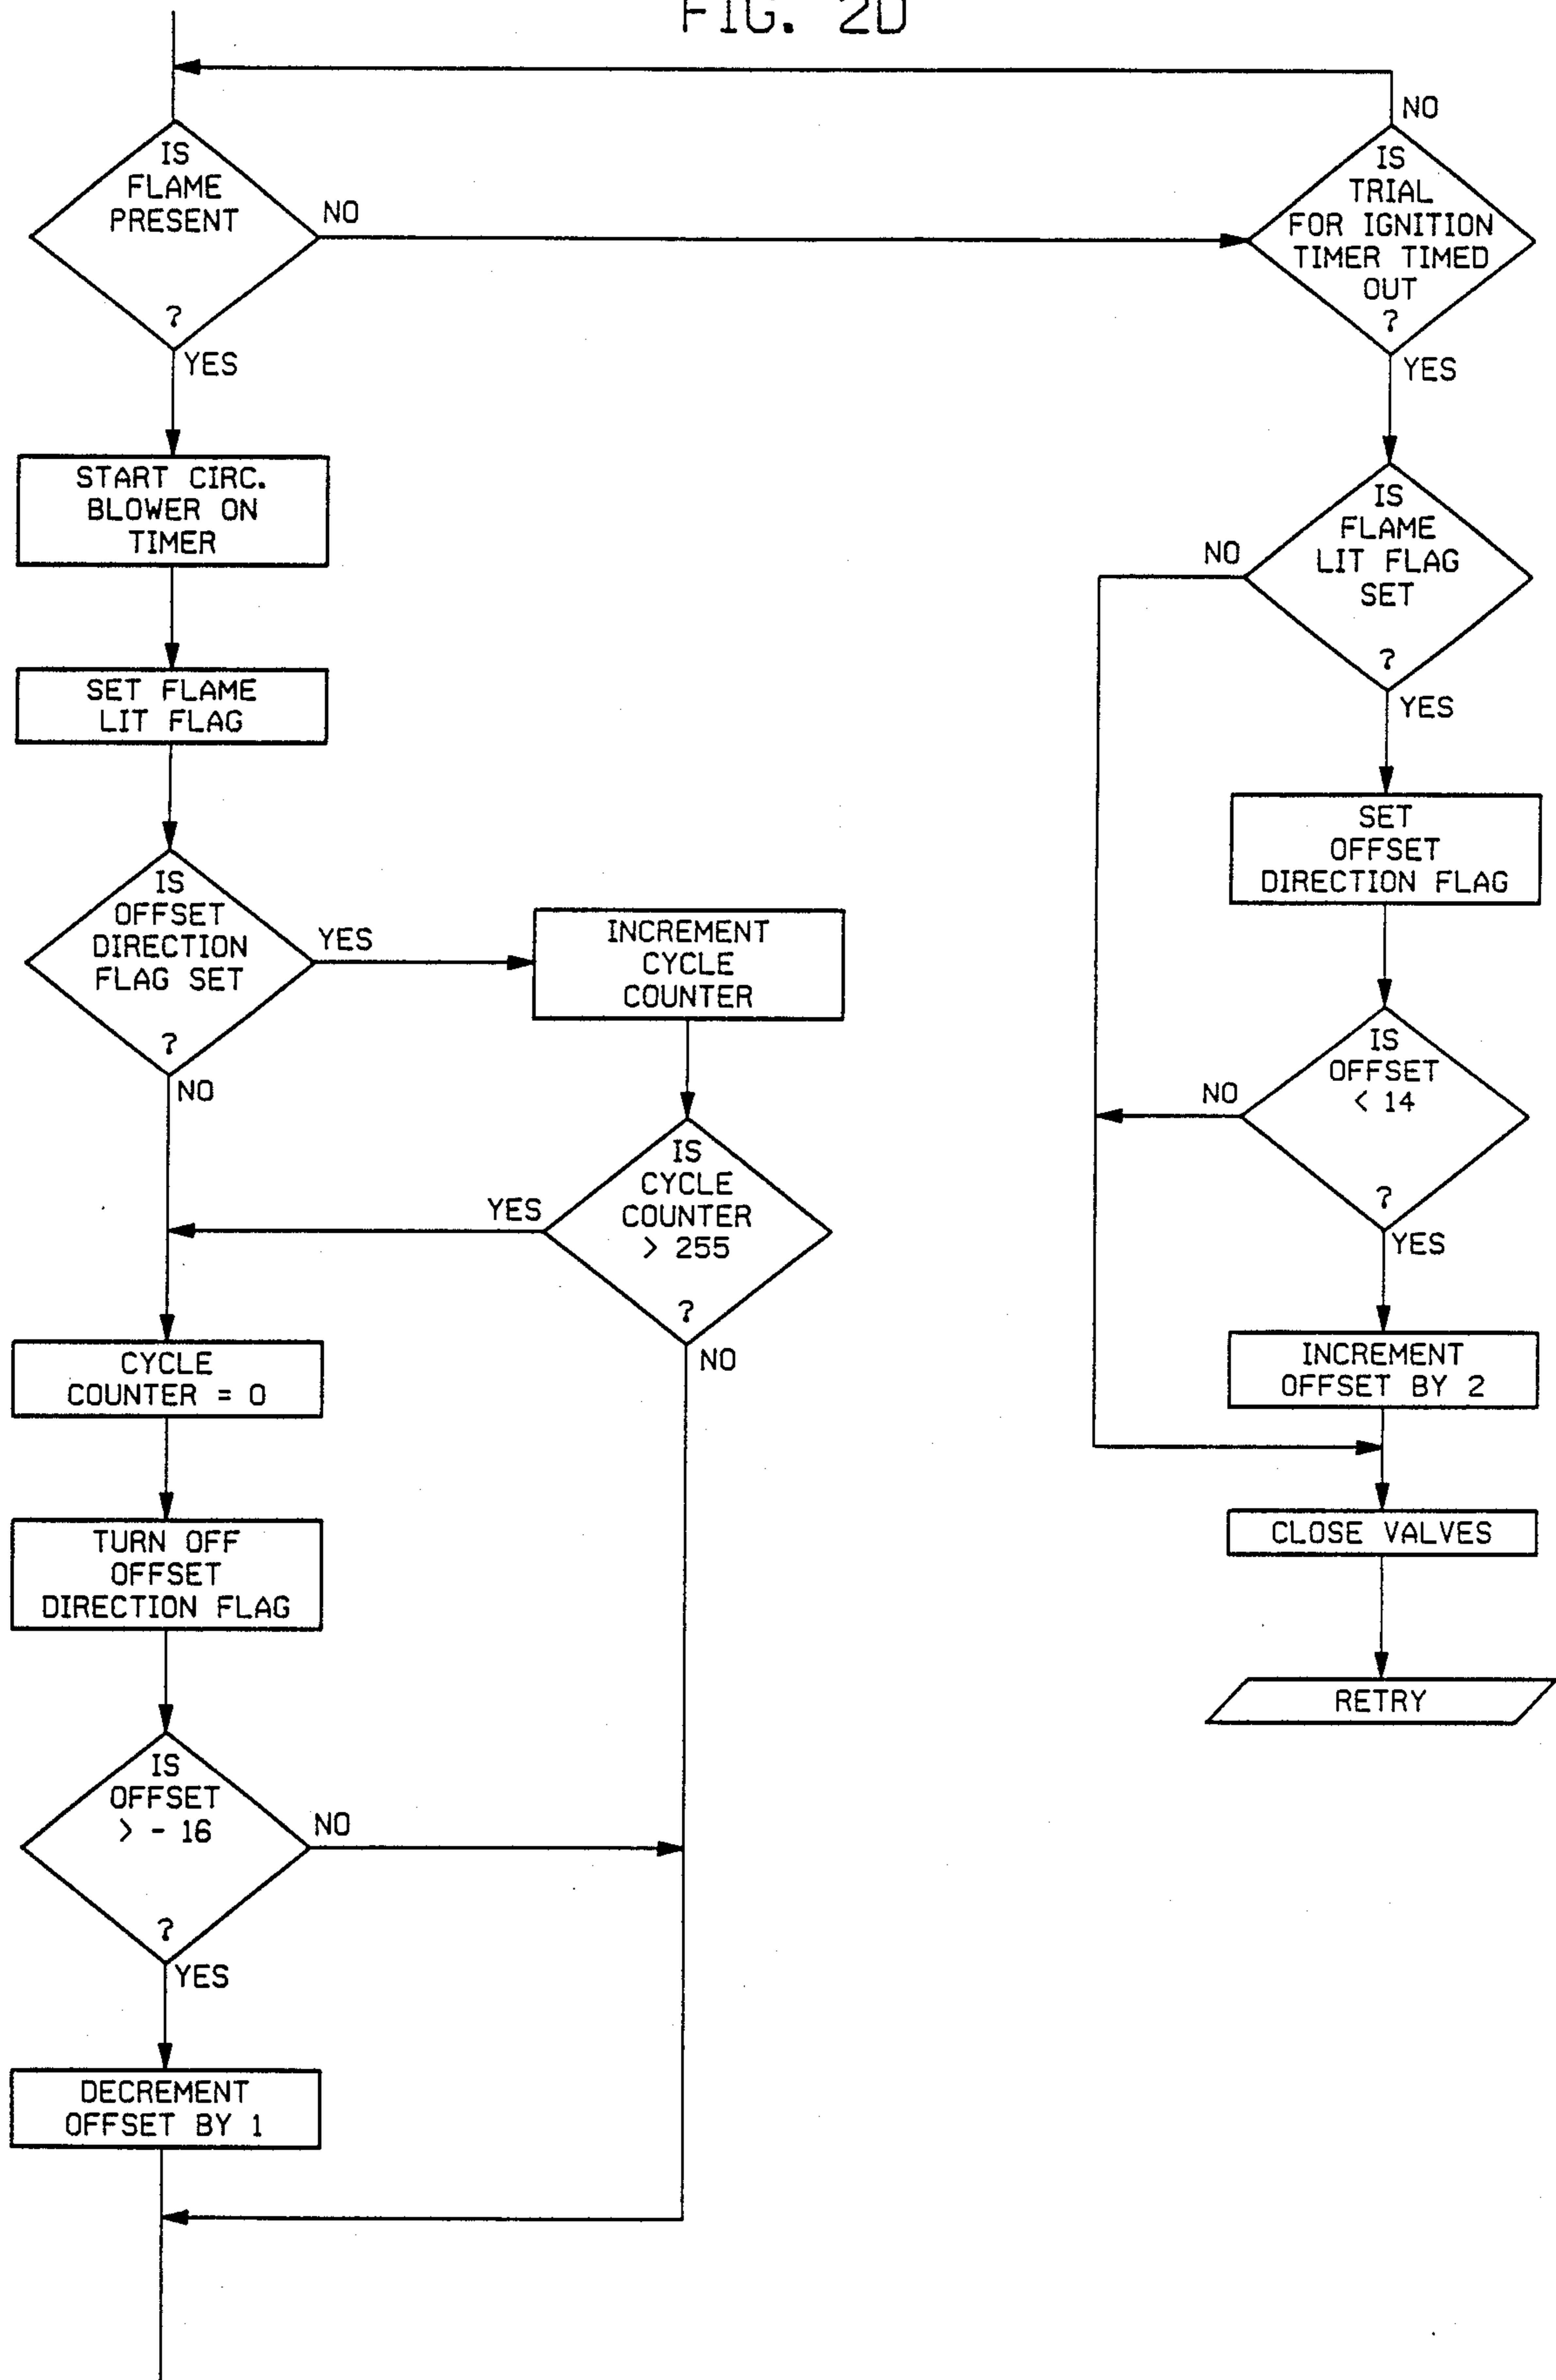 FIG. 2D
IS
FLAME
PRESENT
?
NO
YES
START CIRC.
BLOWER ON
TIMER
SET FLAME
LIT FLAG
IS
OFFSET
DIRECTION
FLAG SET
?
YES
NO
INCREMENT
CYCLE
COUNTER
IS
CYCLE
COUNTER
> 255
?
YES
NO
CYCLE
COUNTER = 0
TURN OFF
OFFSET
DIRECTION FLAG
IS
OFFSET
> - 16
?
NO
YES
DECREMENT
OFFSET BY 1
NO
IS
TRIAL
FOR IGNITION
TIMER TIMED
OUT
?
YES
IS
FLAME
LIT FLAG
SET
?
NO
YES
SET
OFFSET
DIRECTION FLAG
IS
OFFSET
< 14
?
NO
YES
INCREMENT
OFFSET BY 2
CLOSE VALVES
RETRY